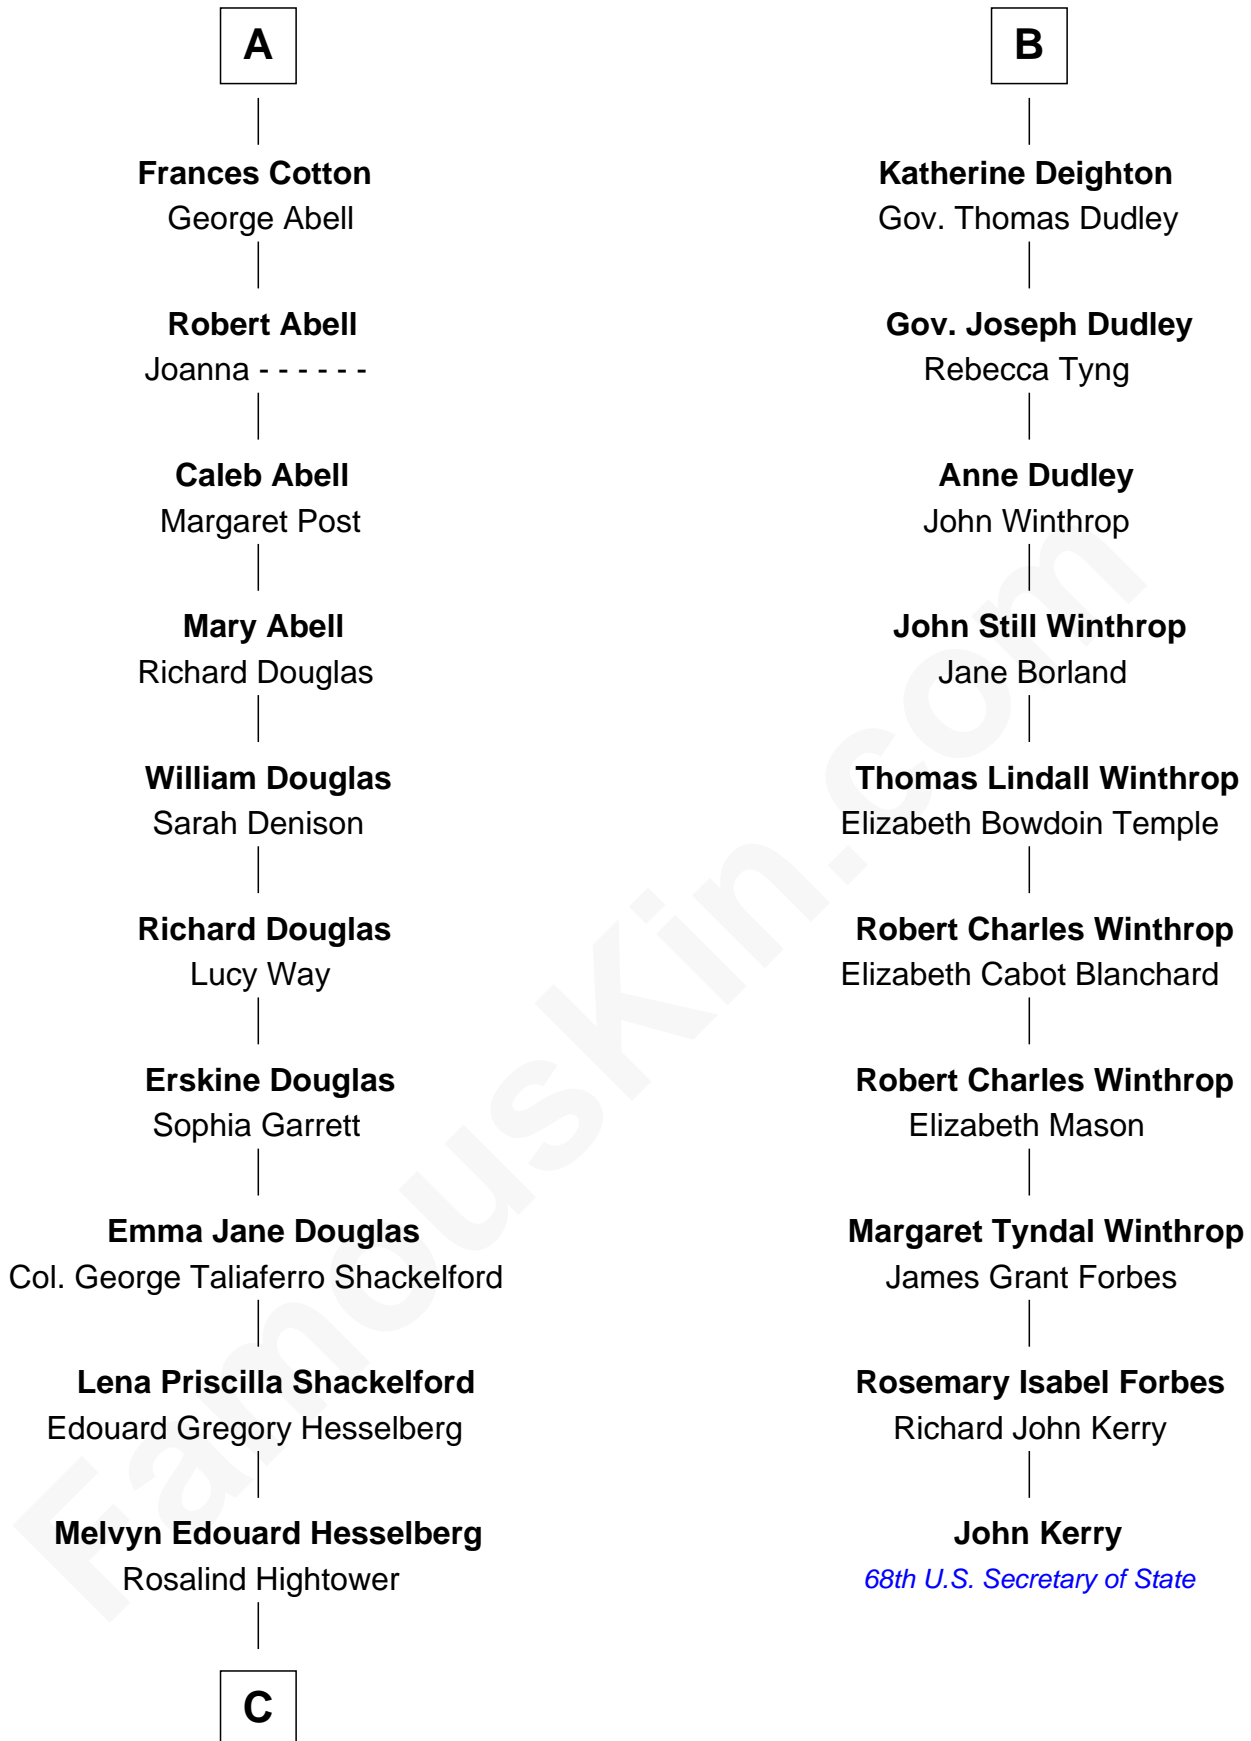 A
Frances Cotton
George Abell
Robert Abell
Joanna - - - - - -
Caleb Abell
Margaret Post
Mary Abell
Richard Douglas
William Douglas
Sarah Denison
Richard Douglas
Lucy Way
Erskine Douglas
Sophia Garrett
Emma Jane Douglas
Col. George Taliaferro Shackelford
Lena Priscilla Shackelford
Edouard Gregory Hesselberg
Melvyn Edouard Hesselberg
Rosalind Hightower
C
B
Katherine Deighton
Gov. Thomas Dudley
Gov. Joseph Dudley
Rebecca Tyng
Anne Dudley
John Winthrop
John Still Winthrop
Jane Borland
Thomas Lindall Winthrop
Elizabeth Bowdoin Temple
Robert Charles Winthrop
Elizabeth Cabot Blanchard
Robert Charles Winthrop
Elizabeth Mason
Margaret Tyndal Winthrop
James Grant Forbes
Rosemary Isabel Forbes
Richard John Kerry
John Kerry
68th U.S. Secretary of State
FamousKin.com